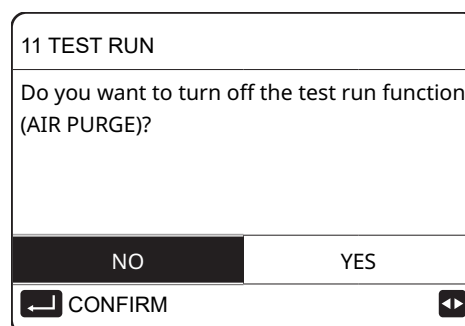 11 TEST RUN
Do you want to turn off the test run function
(AIR PURGE)?
NO YES
CONFIRM